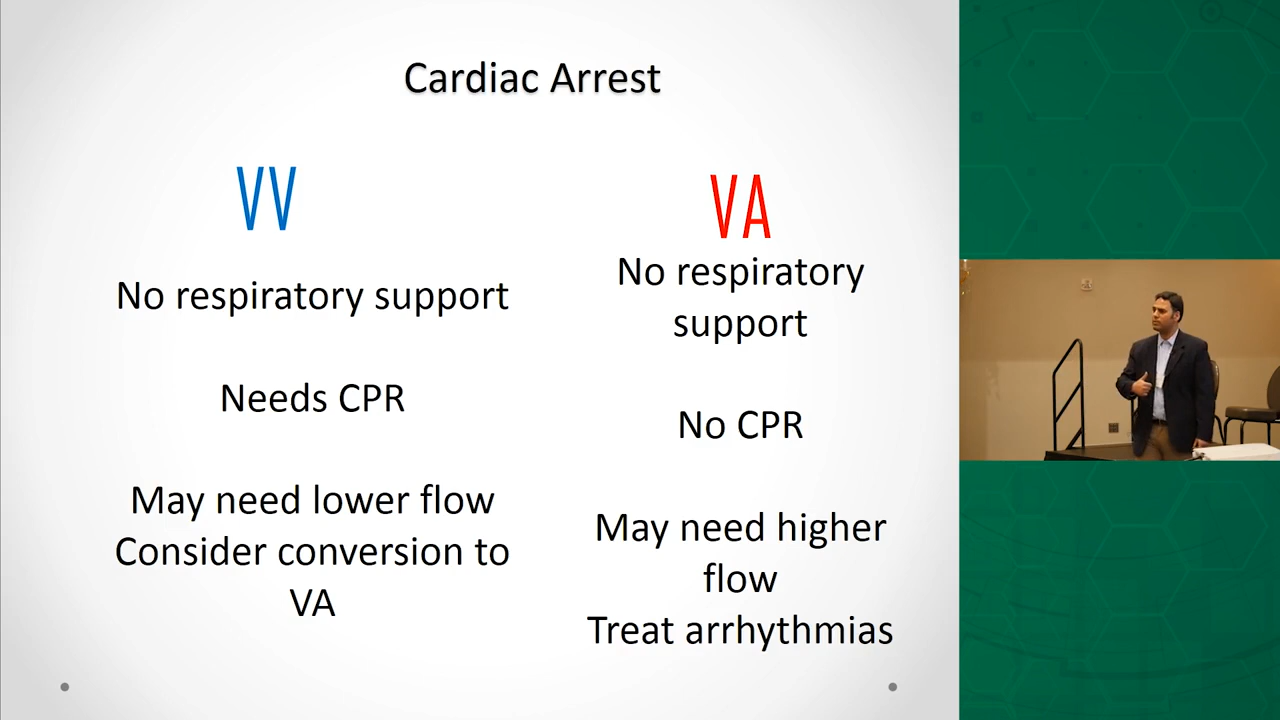 Cardiac Arrest
VV
No respiratory support
Needs CPR
May need lower flow
Consider conversion to
VA
VA
No respiratory
support
No CPR
May need higher
flow
Treat arrhythmias